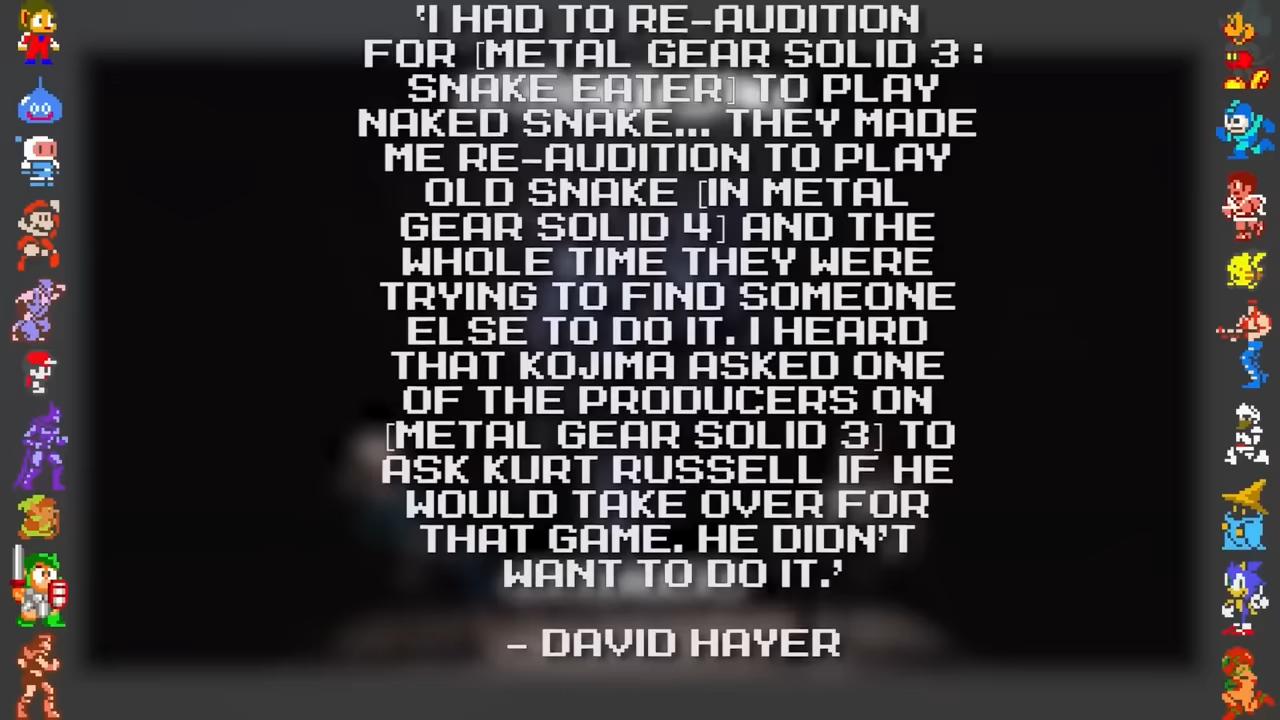 'I HAD TO RE-AUDITION
FOR [METAL GEAR SOLID 3:
SNAKE EATER] TO PLAY
NAKED SNAKE... THEY MADE
ME RE-AUDITION TO PLAY
OLD SNAKE [IN METAL
GEAR SOLID 4] AND THE
WHOLE TIME THEY WERE
TRYING TO FIND SOMEONE
ELSE TO DO IT. I HEARD
THAT KOJIMA ASKED ONE
OF THE PRODUCERS ON
[METAL GEAR SOLID 3] TO
ASK KURT RUSSELL IF HE
WOULD TAKE OVER FOR
THAT GAME. HE DIDN'T
WANT TO DO IT.'
- DAVID HAYER